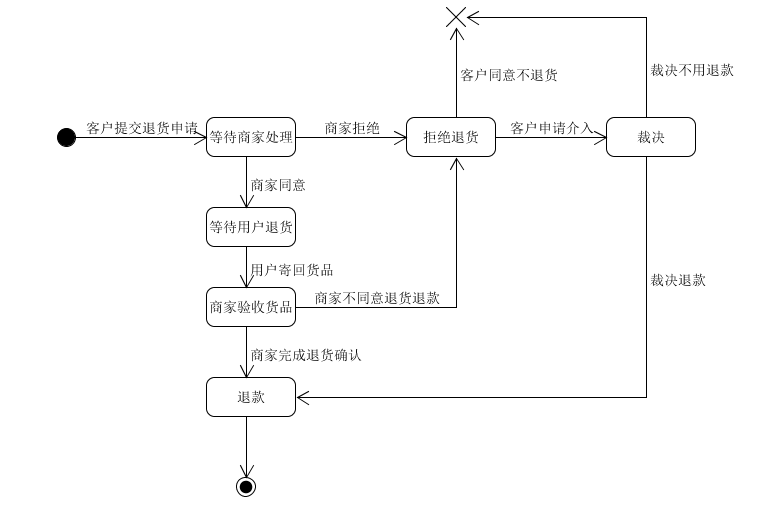 客户同意不退货
裁决不用退款
客户提交退货申请
等待商家处理
商家拒绝
拒绝退货
客户申请介入
裁决
商家同意
等待用户退货
用户寄回货品
裁决退款
商家验收货品
商家不同意退货退款
商家完成退货确认
退款